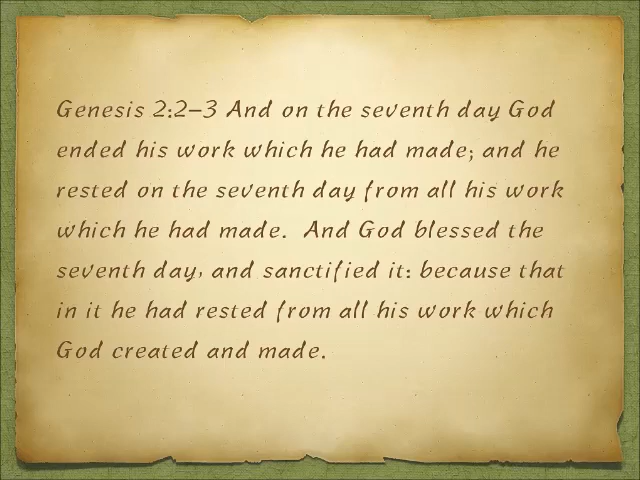 Genesis 2:2–3 And on the seventh day God
ended his work which he had made; and he
rested on the seventh day from all his work
which he had made.  And God blessed the
seventh day, and sanctified it: because that
in it he had rested from all his work which
God created and made.